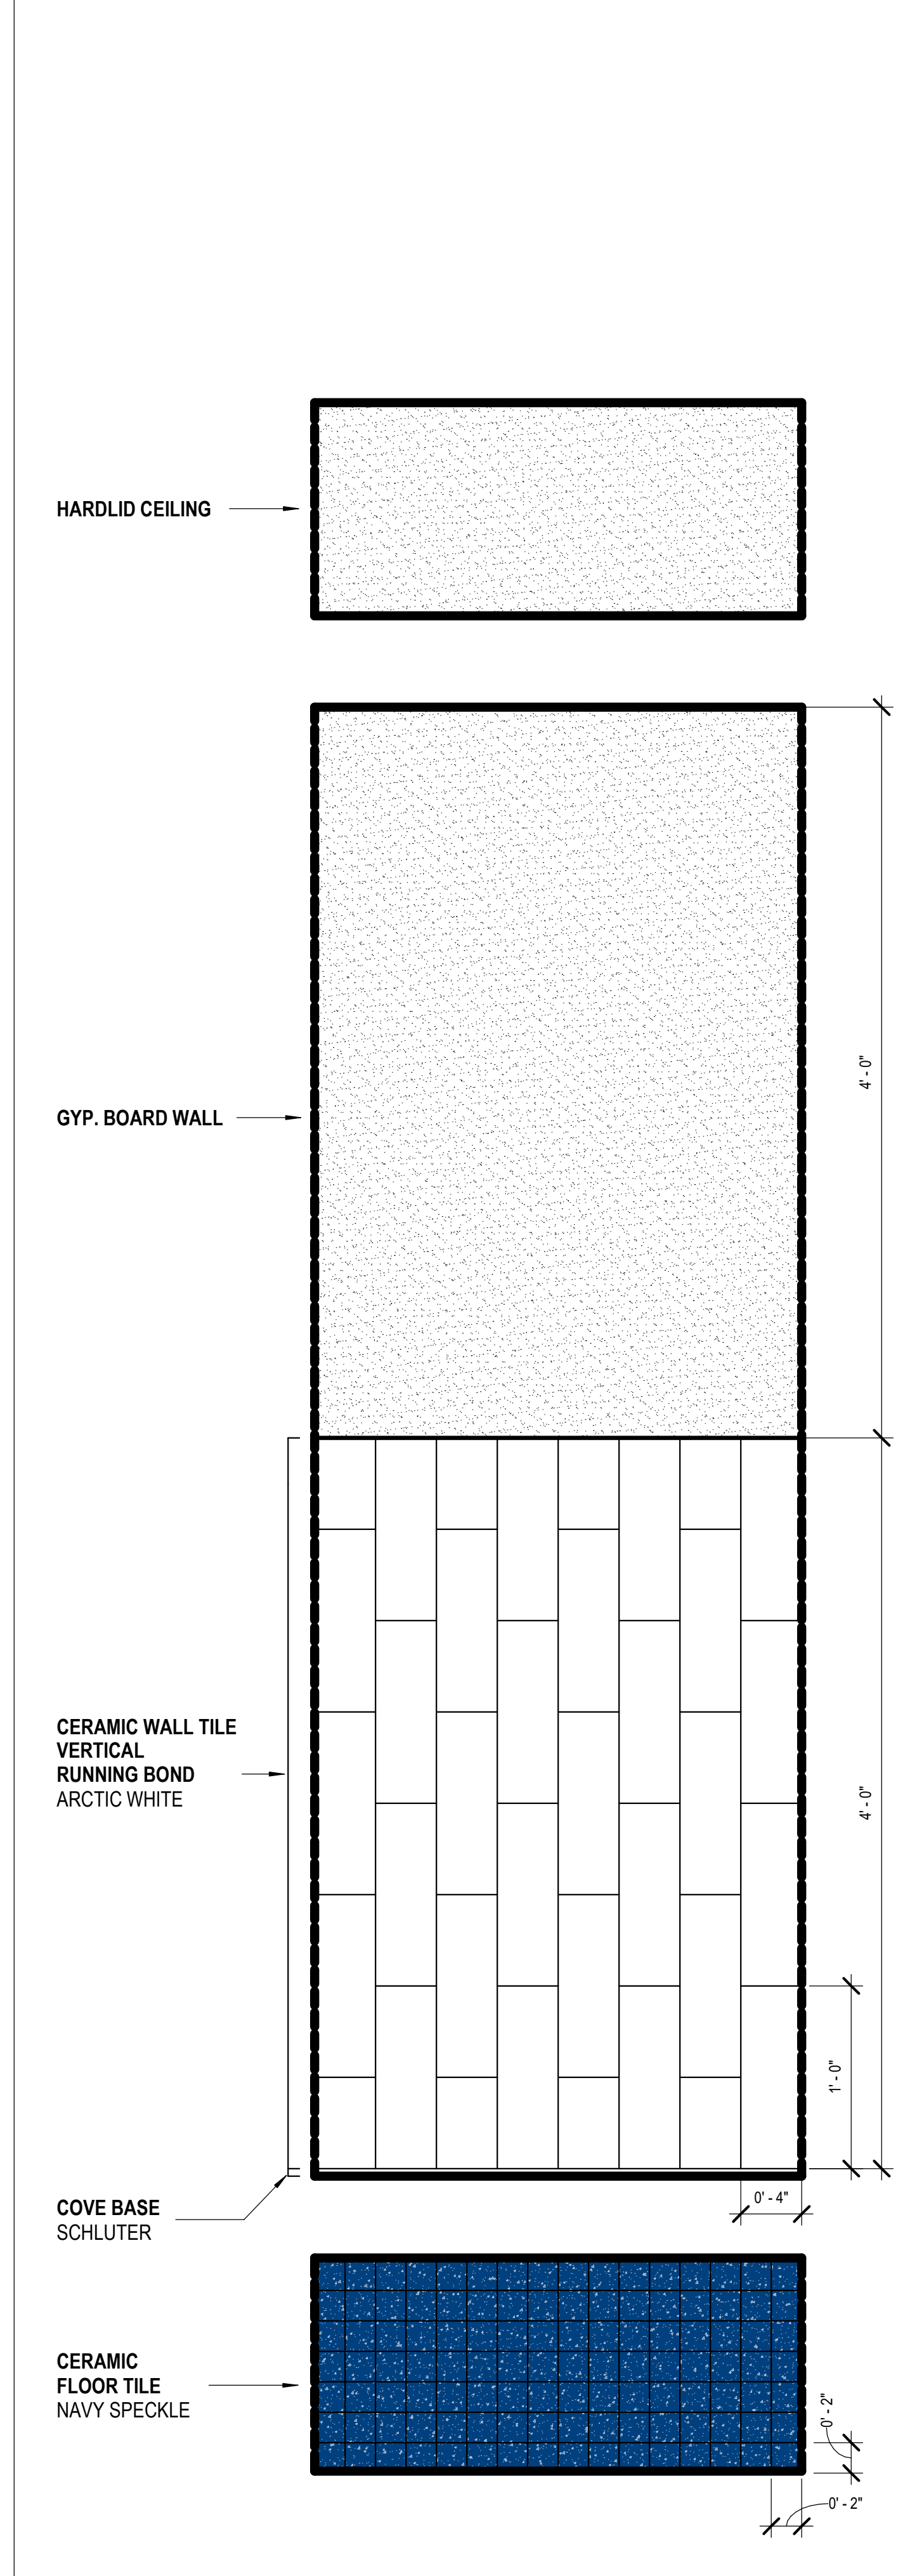 HARDLID CEILING
4' - 0"
GYP. BOARD WALL
CERAMIC WALL TILE
VERTICAL
RUNNING BOND
ARCTIC WHITE
4' - 0"
1' - 0"
0' - 4"
COVE BASE
SCHLUTER
CERAMIC
FLOOR TILE
NAVY SPECKLE
0' - 2"
0' - 2"